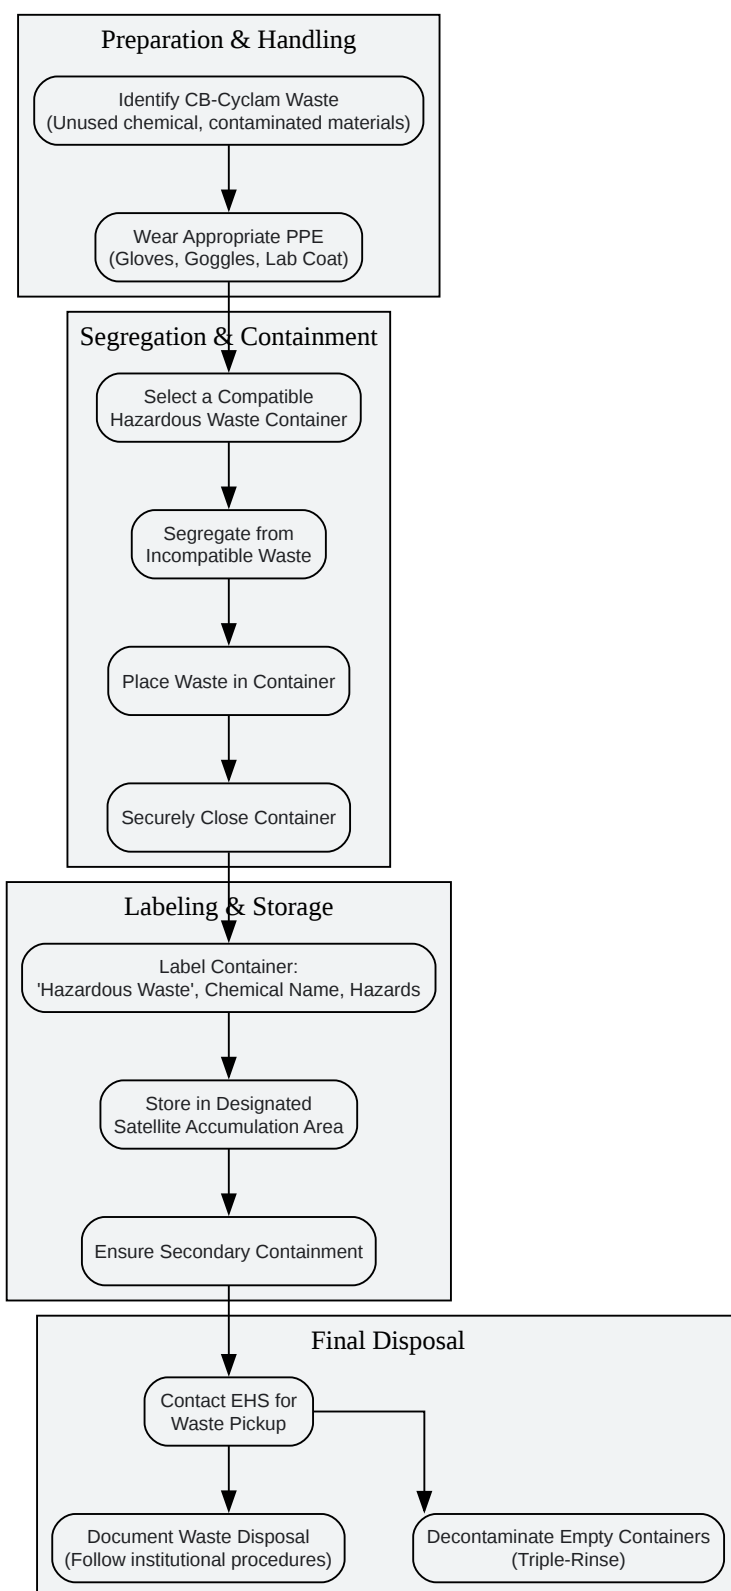 Preparation & Handling
Identify CB-Cyclam Waste
(Unused chemical, contaminated materials)
Wear Appropriate PPE
(Gloves, Goggles, Lab Coat)
Segregation & Containment
Select a Compatible
Hazardous Waste Container
Segregate from
Incompatible Waste
Place Waste in Container
Securely Close Container
Labeling & Storage
Label Container:
'Hazardous Waste', Chemical Name, Hazards
Store in Designated
Satellite Accumulation Area
Ensure Secondary Containment
Final Disposal
Contact EHS for
Waste Pickup
Document Waste Disposal
(Follow institutional procedures)
Decontaminate Empty Containers
(Triple-Rinse)